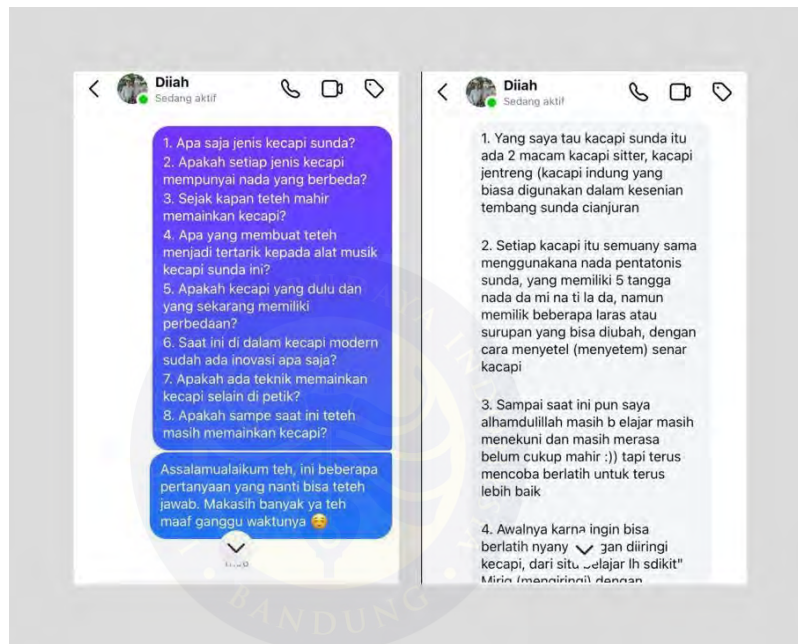 Diiah
Sedang aktif
1. Apa saja jenis kecapi sunda?
2. Apakah setiap jenis kecapi
mempunyai nada yang berbeda?
3. Sejak kapan teteh mahir
memainkan kecapi?
4. Apa yang membuat teteh
menjadi tertarik kepada alat musik
kecapi sunda ini?
5. Apakah kecapi yang dulu dan
yang sekarang memiliki
perbedaan?
6. Saat ini di dalam kecapi modern
sudah ada inovasi apa saja?
7. Apakah ada teknik memainkan
kecapi selain di petik?
8. Apakah sampe saat ini teteh
masih memainkan kecapi?
Assalamualaikum teh, ini beberapa
pertanyaan yang nanti bisa teteh
jawab. Makasih banyak ya teh
maaf ganggu waktunya ☺️
Diiah
Sedang aktif
1. Yang saya tau kacapi sunda itu
ada 2 macam kacapi sitter, kacapi
jentreng (kacapi indung yang
biasa digunakan dalam kesenian
tembang sunda cianjuran
2. Setiap kacapi itu semuany sama
menggunakana nada pentatonis
sunda, yang memiliki 5 tangga
nada da mi na ti la da, namun
memilik beberapa laras atau
surupan yang bisa diubah, dengan
cara menyetel (menyetem) senar
kacapi
3. Sampai saat ini pun saya
alhamdulillah masih b elajar masih
menekuni dan masih merasa
belum cukup mahir :)) tapi terus
mencoba berlatih untuk terus
lebih baik
4. Awalnya karna ingin bisa
berlatih nyany gan diiringi
kecapi, dari situ elajar lh sdikit"
Mirig (mengiringi) dengan
BANDUNG